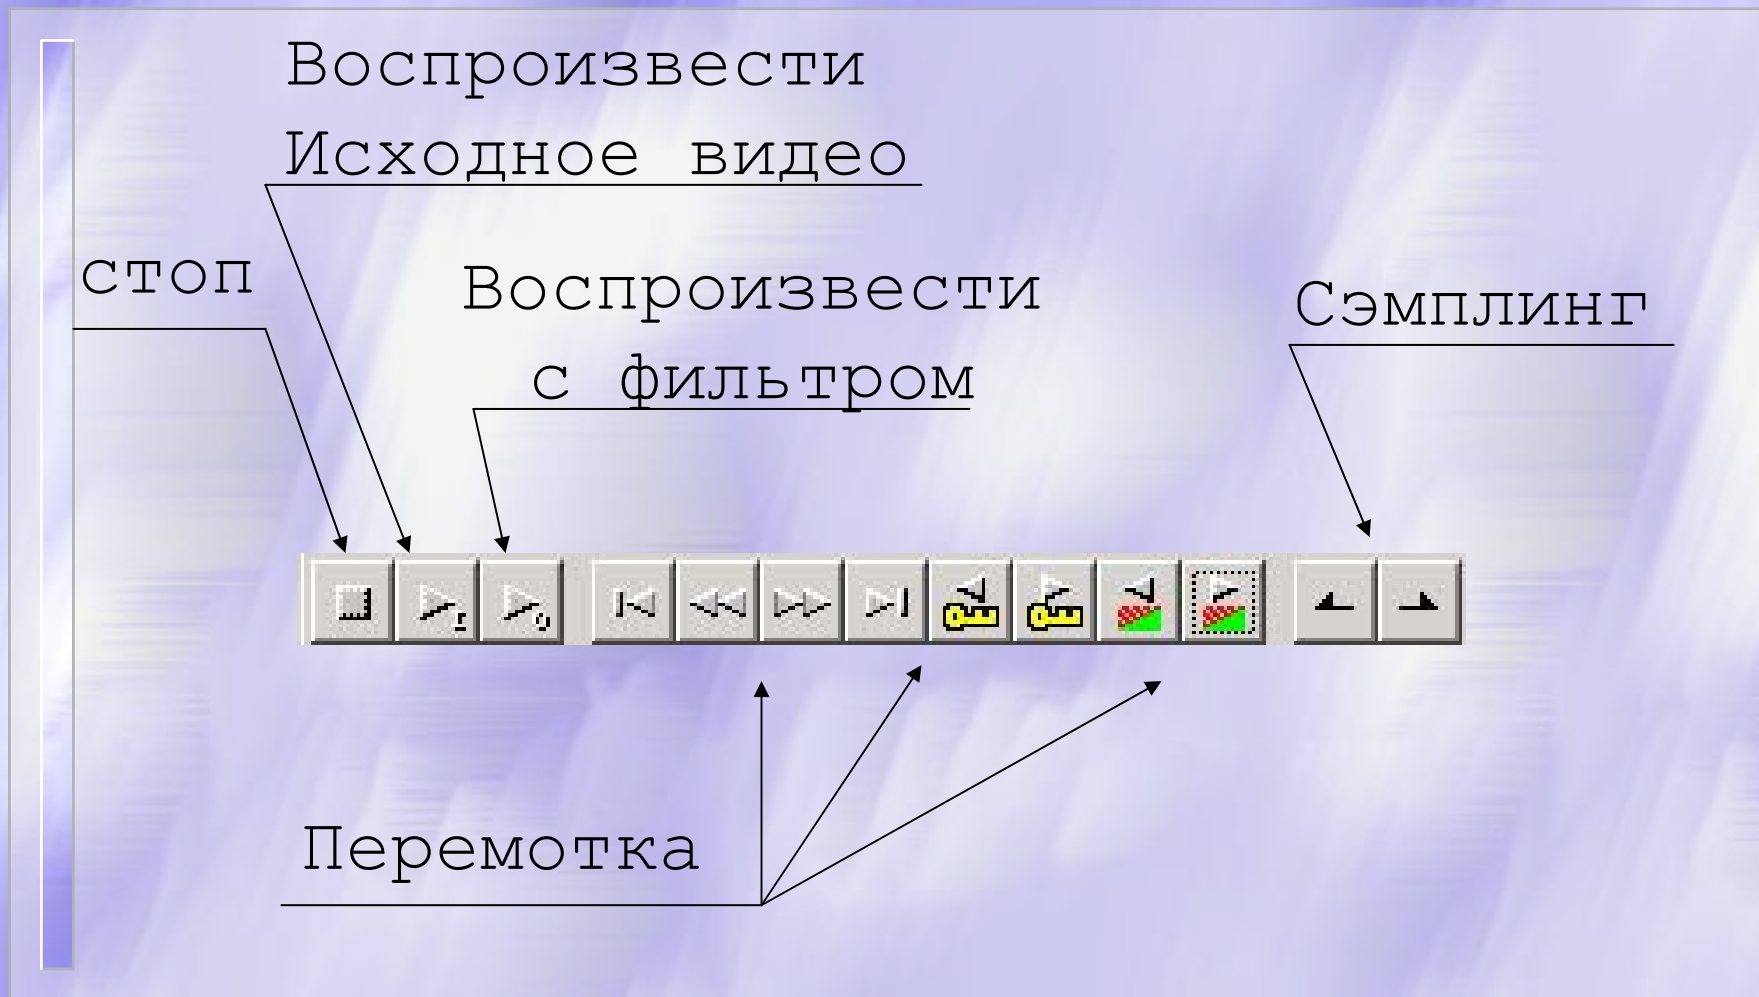 Воспроизвести
Исходное видео
стоп
Воспроизвести
с фильтром
Сэмплинг
Перемотка